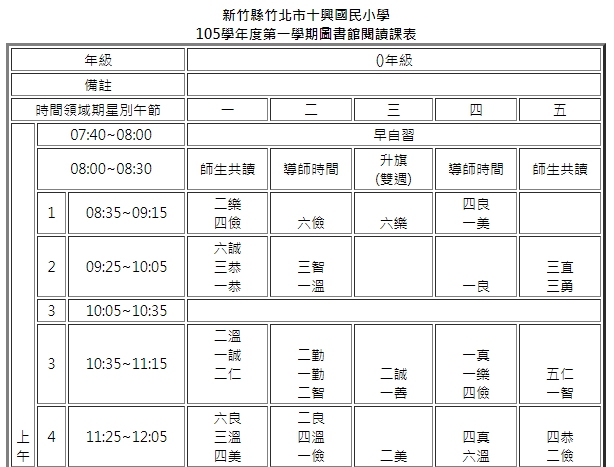 新竹縣竹北市十興國民小學
105學年度第一學期圖書館閱讀課表
年級 ()年級
備註
時間領域期星別午節 一 二 三 四 五
07:40~08:00 早自習
08:00~08:30 師生共讀 導師時間 升旗 (雙週) 導師時間 師生共讀
1 08:35~09:15 二樂 四儉 六儉 六樂 四良 一美
2 09:25~10:05 六誠 三恭 一恭 三智 一溫 一良 三直 三勇
3 10:05~10:35
3 10:35~11:15 二溫 一誠 二仁 二勤 一勤 二智 二誠 一善 一真 一樂 四儉 五仁 一智
上午 4 11:25~12:05 六良 三溫 四美 二良 四溫 一儉 二美 四真 六溫 四恭 二儉